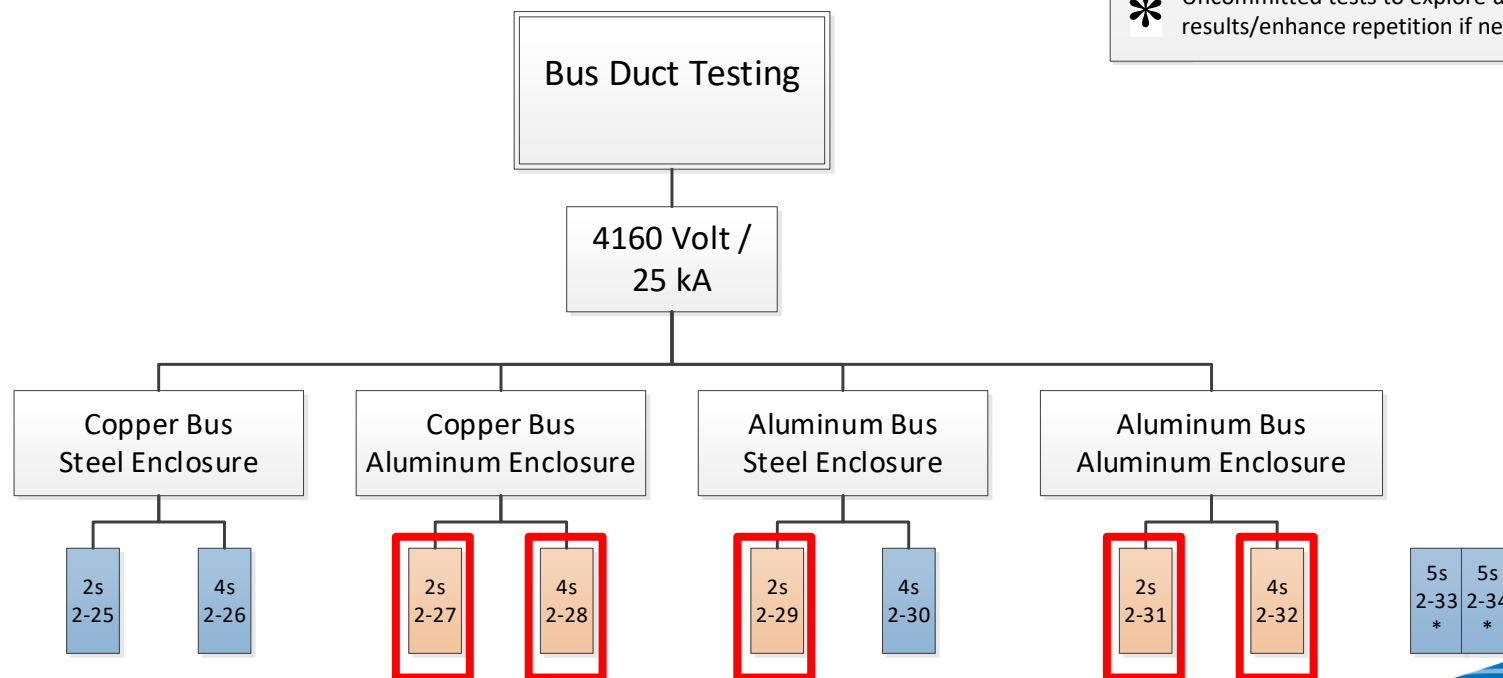 Uncommitted tests to explore
* results/enhance repetition if
Bus Duct Testing
4160 Volt /
25 kA
Copper Bus
Steel Enclosure
Copper Bus
Aluminum Enclosure
Aluminum Bus
Steel Enclosure
Aluminum Bus
Aluminum Enclosure
2s
2-25
4s
2-26
2s
2-27
4s
2-28
2s
2-29
4s
2-30
2s
2-31
4s
2-32
5s
2-33
*
5s
2-34
*